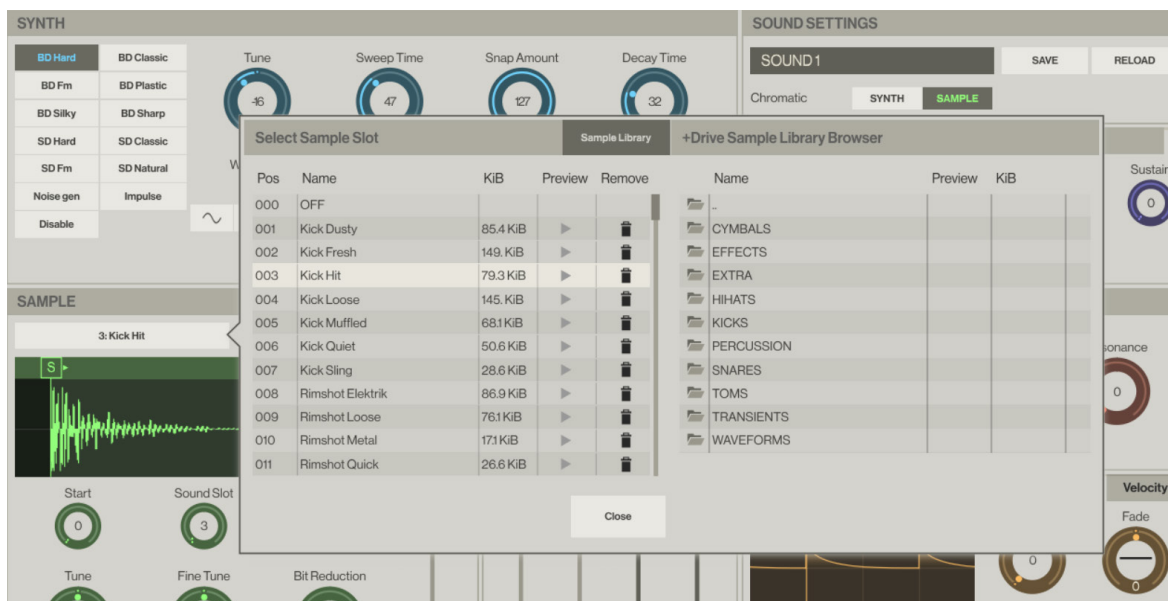 SYNTH
SOUND SETTINGS
BD Hard BD Classic
BD Fm BD Plastic
BD Silky BD Sharp
SD Hard SD Classic
SD Fm SD Natural
Noise gen Impulse
Disable
Tune Sweep Time Snap Amount Decay Time
-16 47 127 32
W
SOUND 1 SAVE RELOAD
Chromatic SYNTH SAMPLE
Sustain
0
Select Sample Slot Sample Library +Drive Sample Library Browser
Pos Name KiB Preview Remove
000 OFF
001 Kick Dusty 85.4 KiB
002 Kick Fresh 149. KiB
003 Kick Hit 79.3 KiB
004 Kick Loose 145. KiB
005 Kick Muffled 68.1 KiB
006 Kick Quiet 50.6 KiB
007 Kick Sling 28.6 KiB
008 Rimshot Elektrik 86.9 KiB
009 Rimshot Loose 76.1 KiB
010 Rimshot Metal 17.1 KiB
011 Rimshot Quick 26.6 KiB
Name Preview KiB
..
CYMBALS
EFFECTS
EXTRA
HIHATS
KICKS
PERCUSSION
SNARES
TOMS
TRANSIENTS
WAVEFORMS
Close
SAMPLE
3: Kick Hit
S
Start Sound Slot
0 3
Tune Fine Tune Bit Reduction
sonance
0
Velocity
Fade
0
0